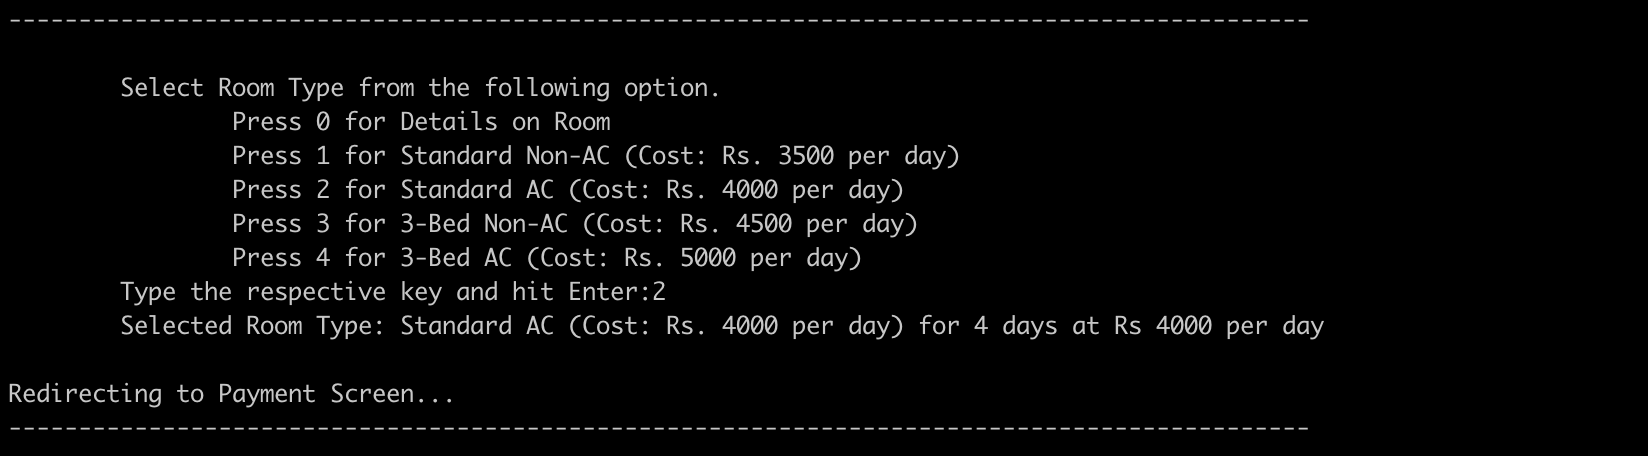 ---------------------------------------------------------------------------------------------
Select Room Type from the following option.
Press 0 for Details on Room
Press 1 for Standard Non-AC (Cost: Rs. 3500 per day)
Press 2 for Standard AC (Cost: Rs. 4000 per day)
Press 3 for 3-Bed Non-AC (Cost: Rs. 4500 per day)
Press 4 for 3-Bed AC (Cost: Rs. 5000 per day)
Type the respective key and hit Enter:2
Selected Room Type: Standard AC (Cost: Rs. 4000 per day) for 4 days at Rs 4000 per day
Redirecting to Payment Screen...
---------------------------------------------------------------------------------------------